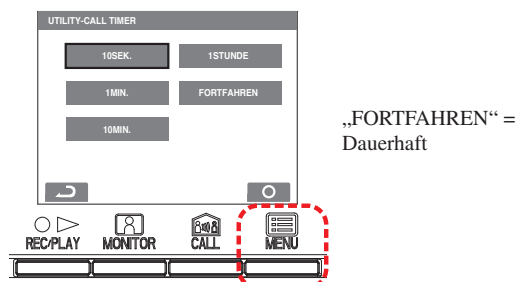 UTILITY-CALL TIMER
10SEK.
1STUNDE
1MIN.
FORTFAHREN
10MIN.
„FORTFAHREN“ =
Dauerhaft
REC/PLAY
MONITOR
CALL
MENU